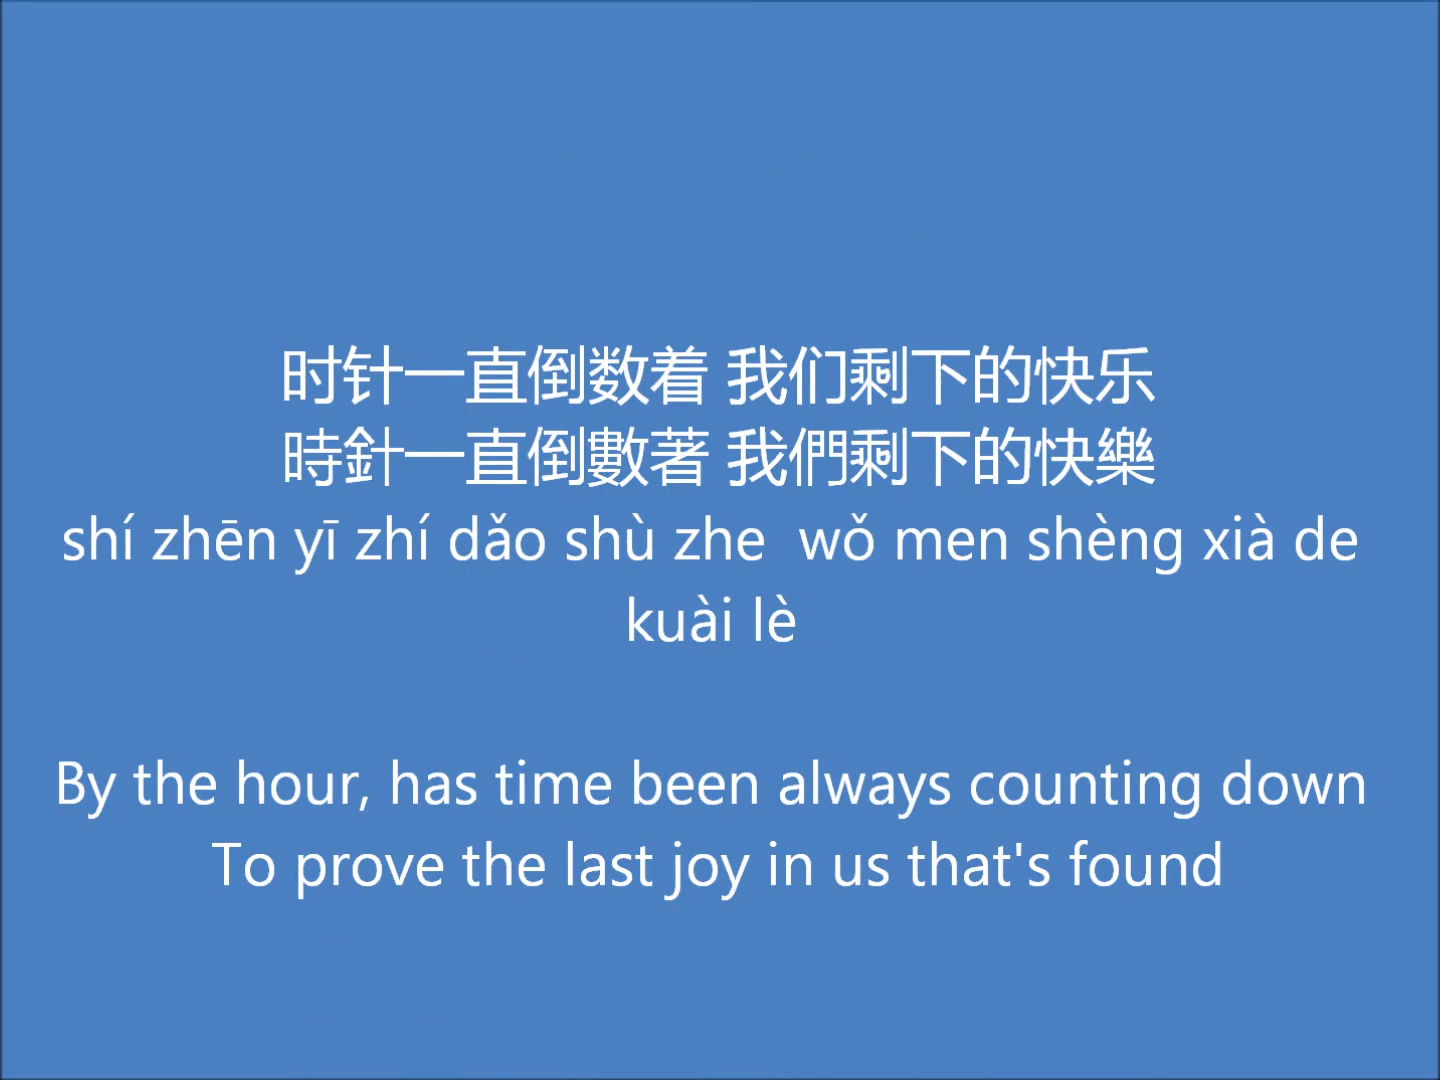 时针一直倒数着 我们剩下的快乐
時針一直倒數著 我們剩下的快樂
shí zhēn yī zhí dǎo shù zhe  wǒ men shèng xià de
kuài lè
By the hour, has time been always counting down
To prove the last joy in us that's found